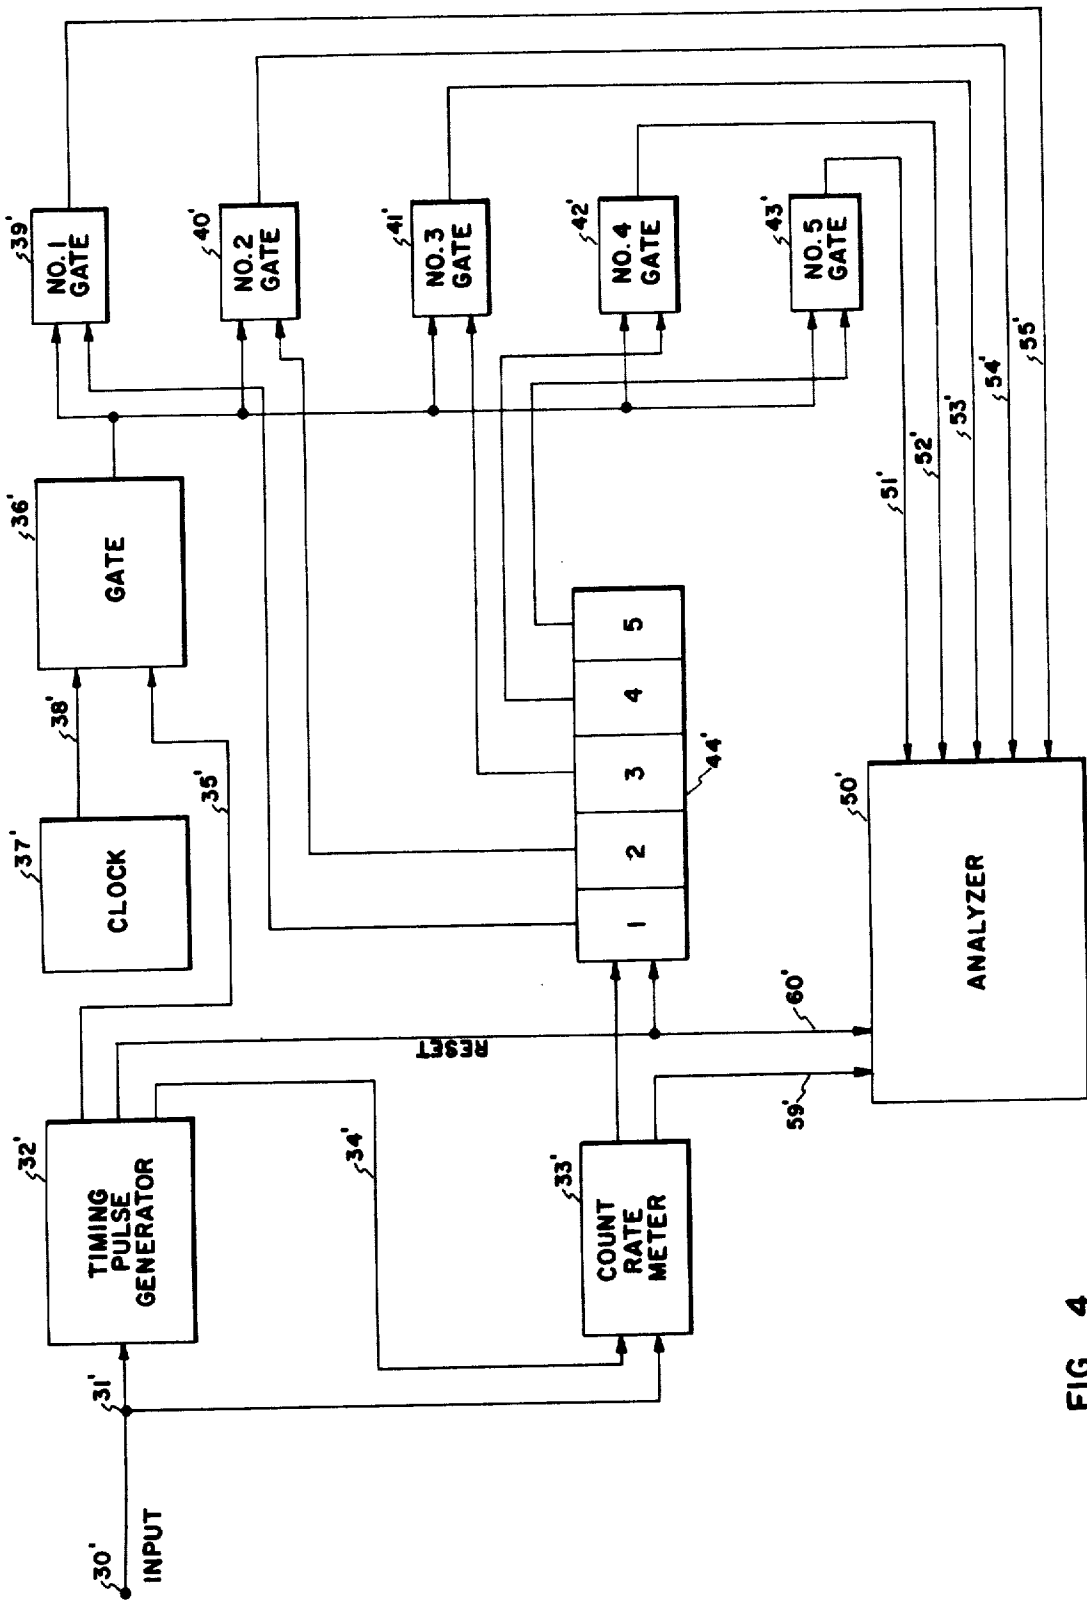 30'
INPUT
31'
32'
TIMING
PULSE
GENERATOR
34'
33'
COUNT
RATE
METER
RESET
35'
37'
CLOCK
38'
36'
GATE
59'
60'
44'
1
2
3
4
5
39'
NO. 1
GATE
40'
NO. 2
GATE
41'
NO. 3
GATE
42'
NO. 4
GATE
43'
NO. 5
GATE
50'
ANALYZER
51'
52'
53'
54'
55'
FIG 4